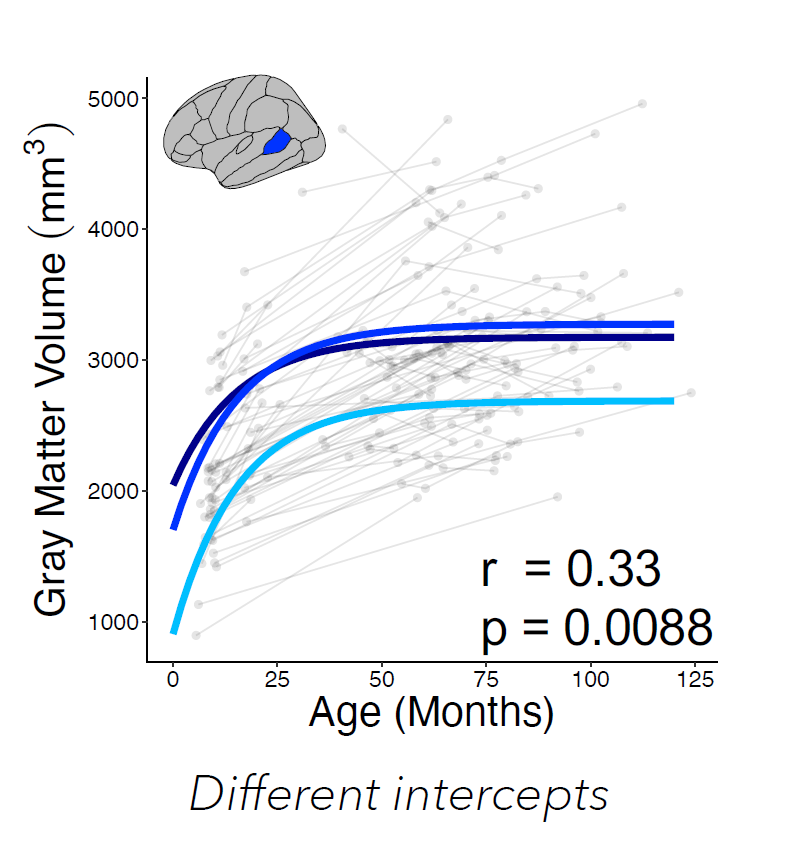 5000
4000
3000
2000
1000
Gray Matter Volume (mm³)
r = 0.33
p = 0.0088
0 25 50 75 100 125
Age (Months)
Different intercepts